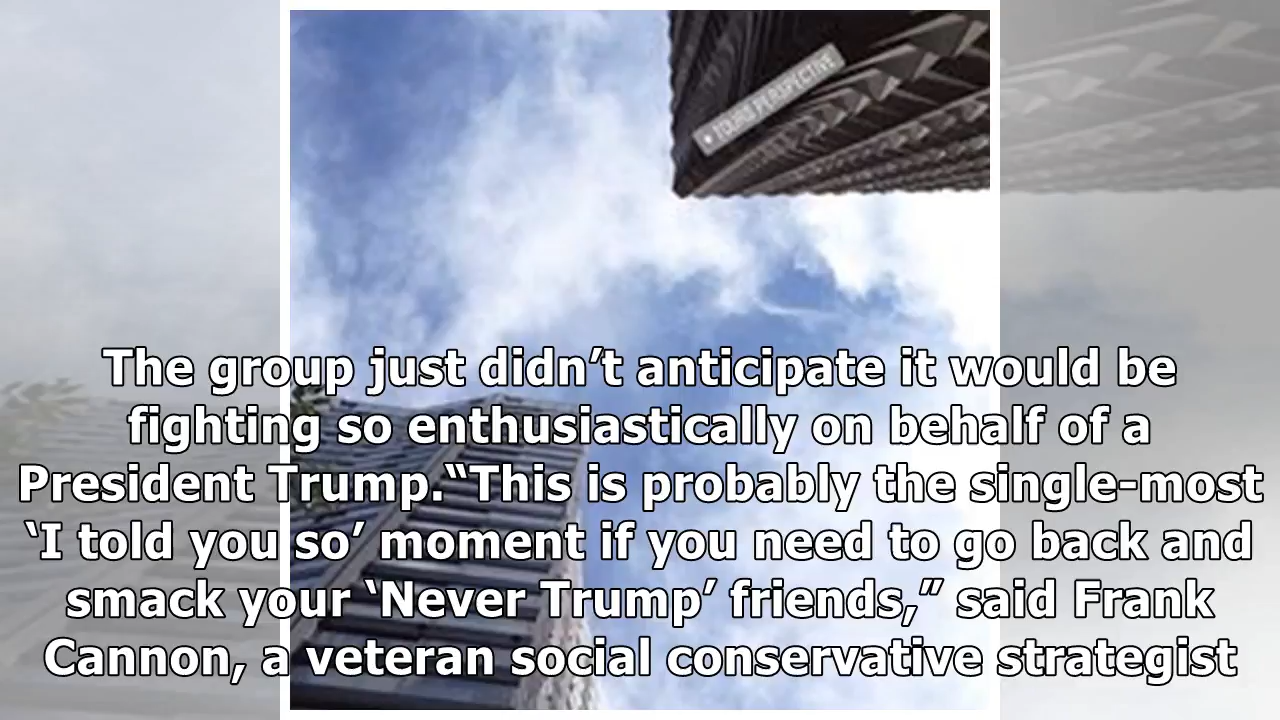 YOUNG PERSPECTIVE
The group just didn’t anticipate it would be
fighting so enthusiastically on behalf of a
President Trump.“This is probably the single-most
‘I told you so’ moment if you need to go back and
smack your ‘Never Trump’ friends,” said Frank
Cannon, a veteran social conservative strategist